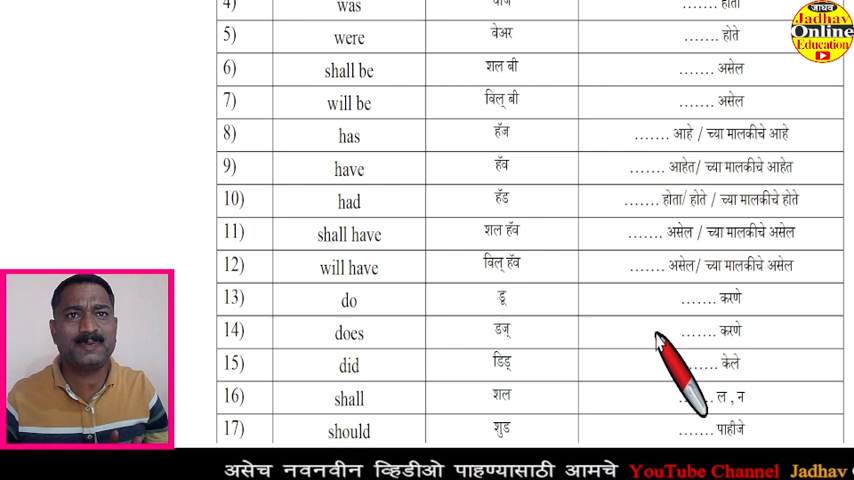 4) was वॉज ....... होता
जाधव
Jadhav
Online
Education
5) were वेअर ....... होते
6) shall be शल बी ....... असेल
7) will be विल् बी ....... असेल
8) has हॅज ....... आहे / च्या मालकीचे आहे
9) have हॅव ....... आहेत/ च्या मालकीचे आहेत
10) had हॅड ....... होता/ होते / च्या मालकीचे होते
11) shall have शल हॅव ....... असेल / च्या मालकीचे असेल
12) will have विल् हॅव ....... असेल/ च्या मालकीचे असेल
13) do डू ....... करणे
14) does डज् ....... करणे
15) did डिड् ....... केले
16) shall शल ....... ल , न
17) should शुड ....... पाहीजे
असेच नवनवीन व्हिडीओ पाहण्यासाठी आमचे YouTube Channel Jadhav